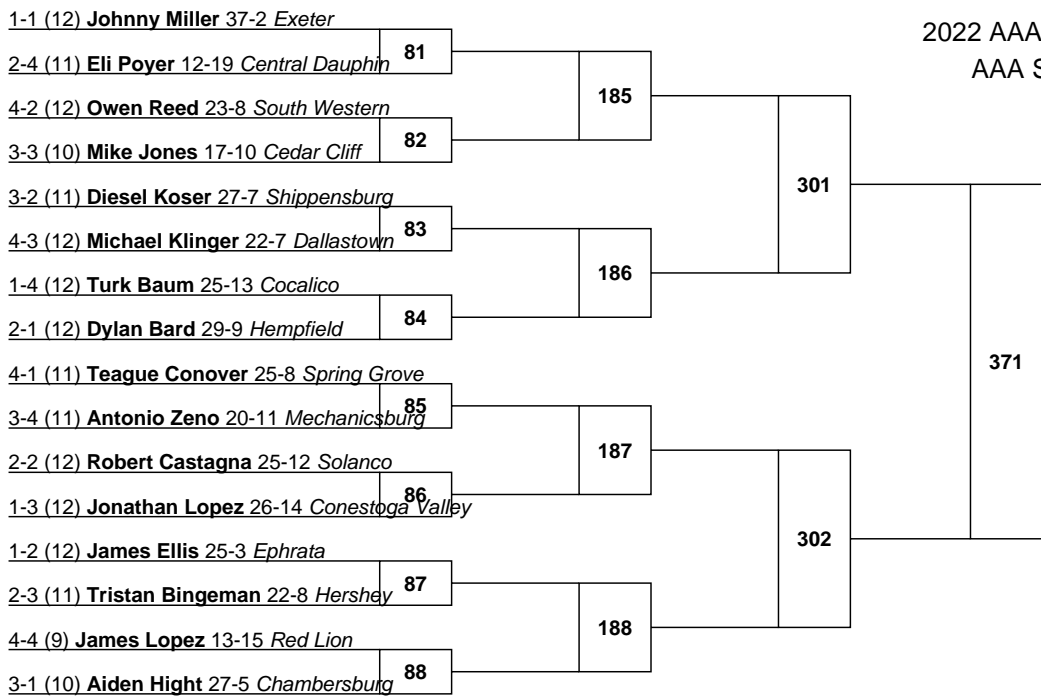 1-1 (12) Johnny Miller 37-2 Exeter
2022 AAA
81
2-4 (11) Eli Poyer 12-19 Central Dauphin
AAA S
185
4-2 (12) Owen Reed 23-8 South Western
82
3-3 (10) Mike Jones 17-10 Cedar Cliff
301
3-2 (11) Diesel Koser 27-7 Shippensburg
83
4-3 (12) Michael Klinger 22-7 Dallastown
186
1-4 (12) Turk Baum 25-13 Cocalico
84
2-1 (12) Dylan Bard 29-9 Hempfield
371
4-1 (11) Teague Conover 25-8 Spring Grove
85
3-4 (11) Antonio Zeno 20-11 Mechanicsburg
187
2-2 (12) Robert Castagna 25-12 Solanco
86
1-3 (12) Jonathan Lopez 26-14 Conestoga Valley
302
1-2 (12) James Ellis 25-3 Ephrata
87
2-3 (11) Tristan Bingeman 22-8 Hershey
188
4-4 (9) James Lopez 13-15 Red Lion
88
3-1 (10) Aiden Hight 27-5 Chambersburg